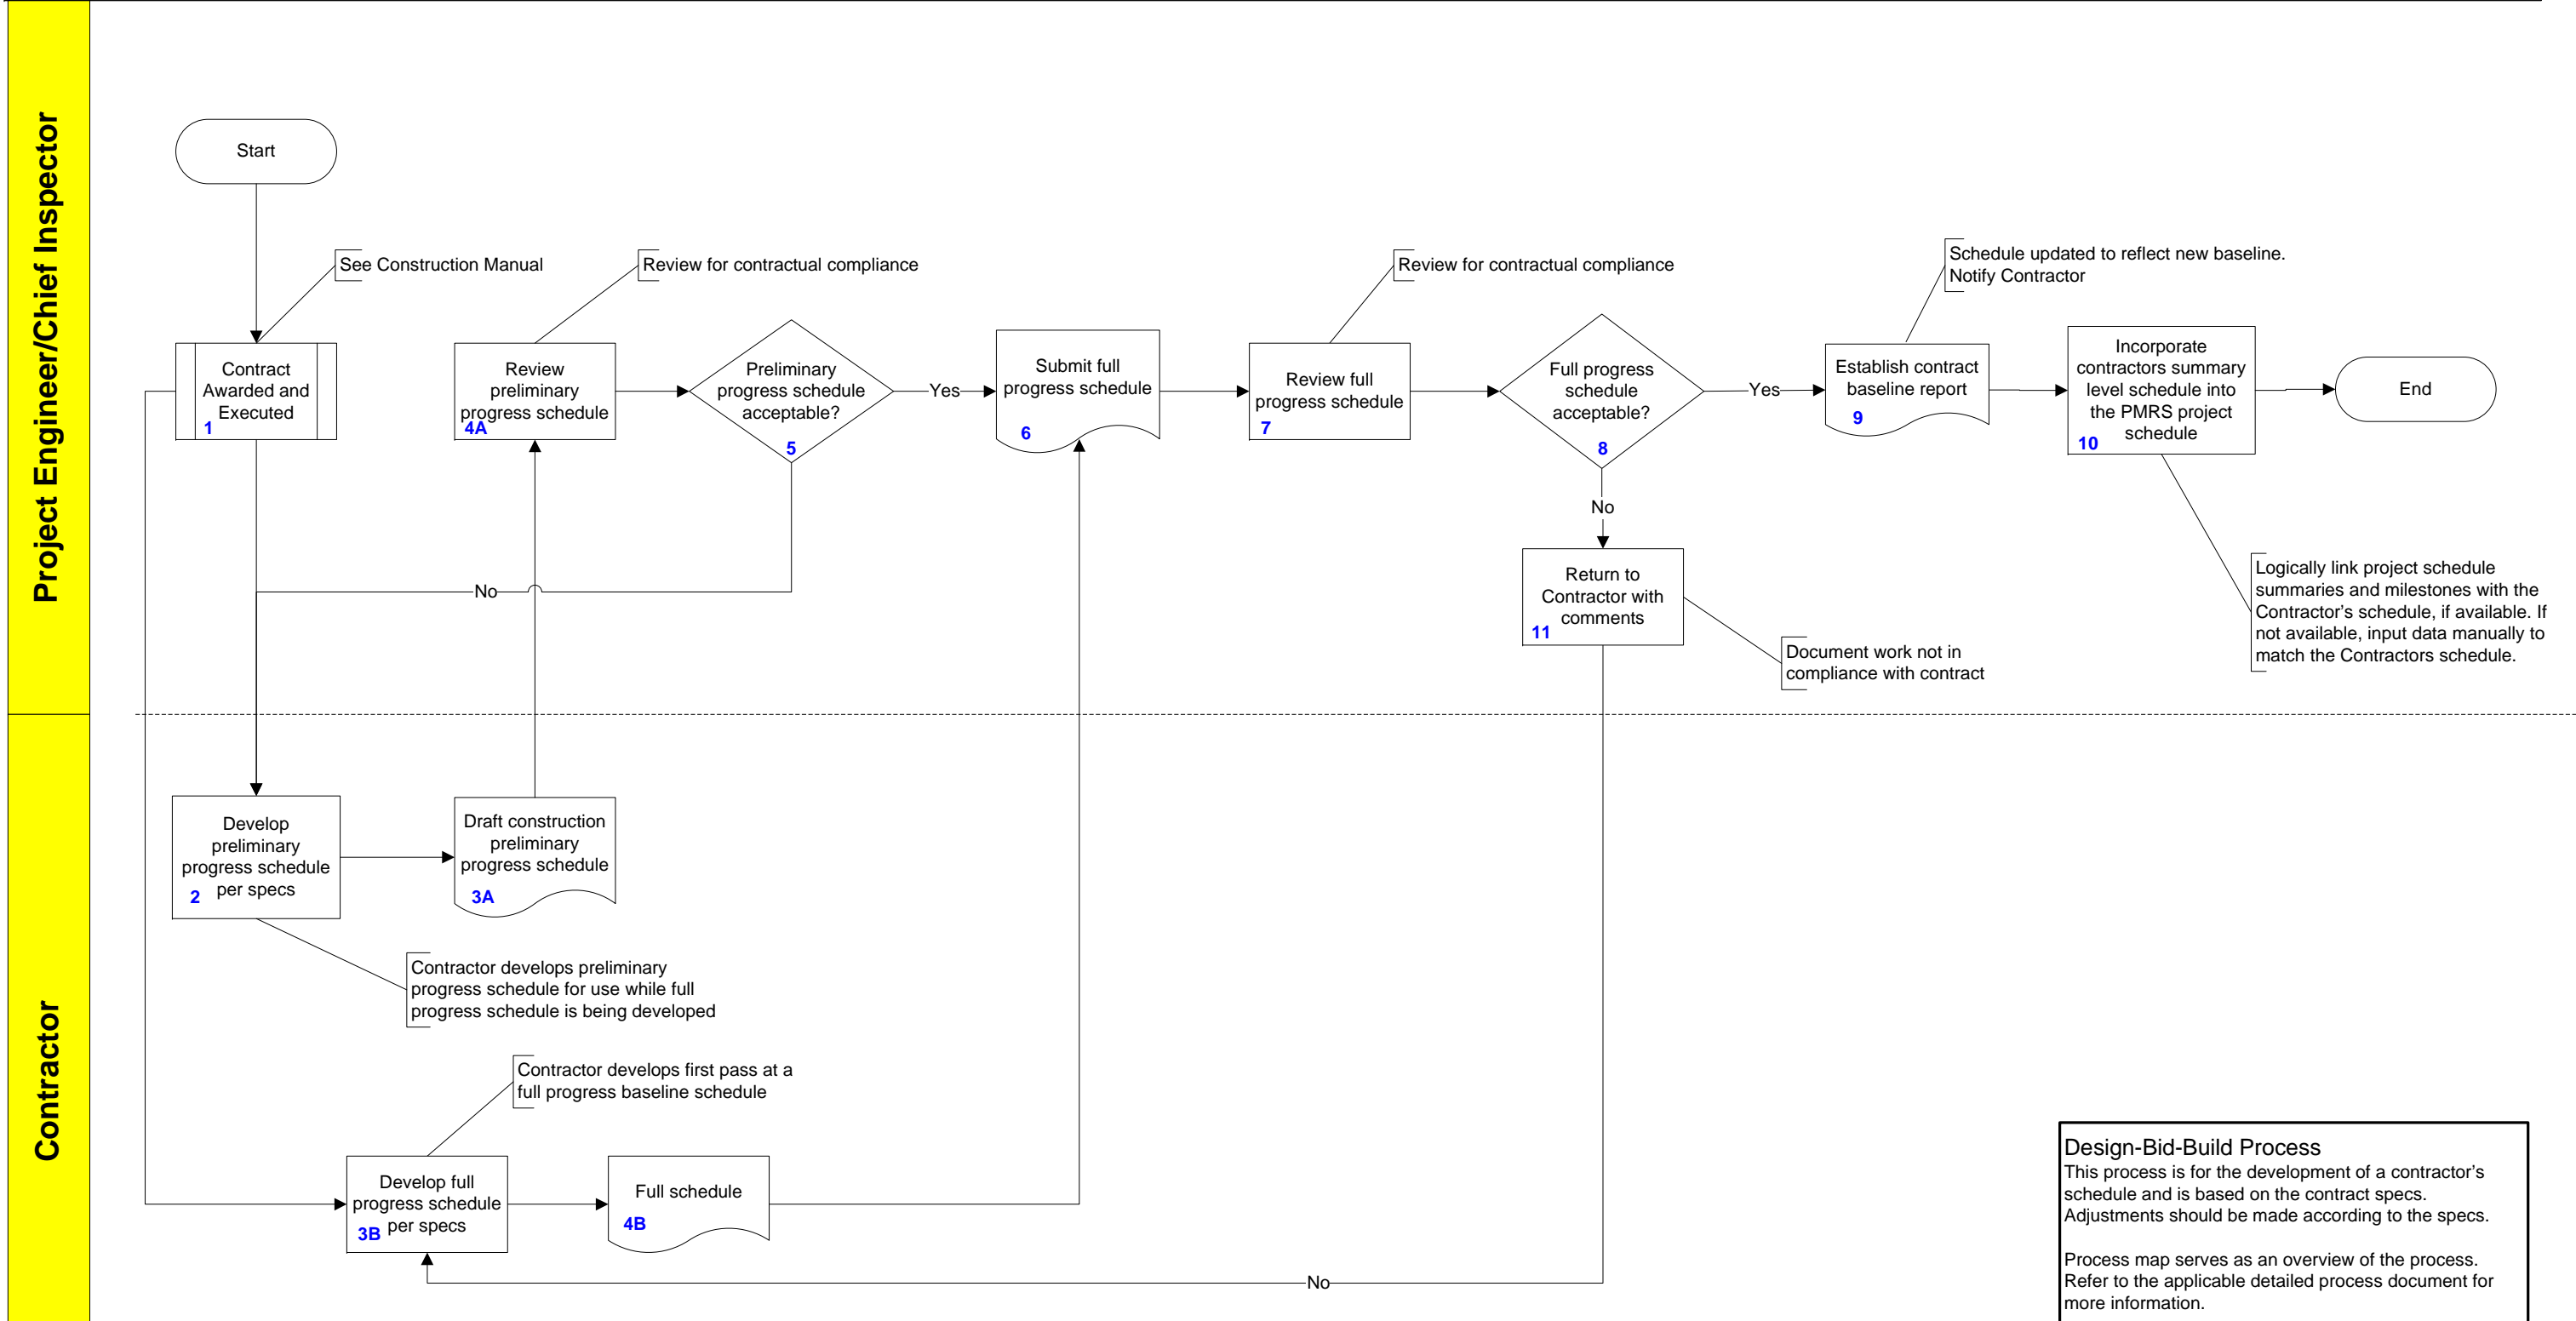 Project Engineer/Chief Inspector
Start
See Construction Manual
Contract
Awarded and
Executed
1
Review for contractual compliance
Review
preliminary
progress schedule
4A
Preliminary
progress schedule
acceptable?
5
Yes
No
Submit full
progress schedule
6
Review for contractual compliance
Review full
progress schedule
7
Full progress
schedule
acceptable?
8
Yes
No
Schedule updated to reflect new baseline.
Notify Contractor
Establish contract
baseline report
9
Incorporate
contractors summary
level schedule into
the PMRS project
schedule
10
End
Return to
Contractor with
comments
11
Document work not in
compliance with contract
Logically link project schedule
summaries and milestones with the
Contractor’s schedule, if available. If
not available, input data manually to
match the Contractors schedule.
Contractor
Develop
preliminary
progress schedule
per specs
2
Draft construction
preliminary
progress schedule
3A
Contractor develops preliminary
progress schedule for use while full
progress schedule is being developed
Contractor develops first pass at a
full progress baseline schedule
Develop full
progress schedule
per specs
3B
Full schedule
4B
No
Design-Bid-Build Process
This process is for the development of a contractor’s
schedule and is based on the contract specs.
Adjustments should be made according to the specs.
Process map serves as an overview of the process.
Refer to the applicable detailed process document for
more information.